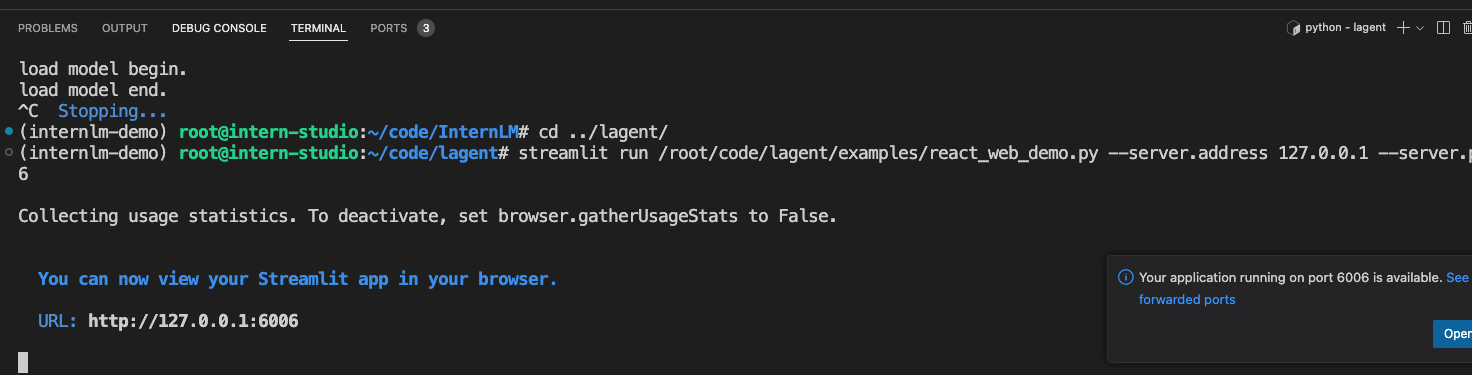 PROBLEMS OUTPUT DEBUG CONSOLE TERMINAL PORTS 3 python - lagent
load model begin.
load model end.
^C Stopping...
(internlm-demo) root@intern-studio:~/code/InternLM# cd ../lagent/
(internlm-demo) root@intern-studio:~/code/lagent# streamlit run /root/code/lagent/examples/react_web_demo.py --server.address 127.0.0.1 --server.p
6
Collecting usage statistics. To deactivate, set browser.gatherUsageStats to False.
You can now view your Streamlit app in your browser.
URL: http://127.0.0.1:6006
Your application running on port 6006 is available. See
forwarded ports
Open